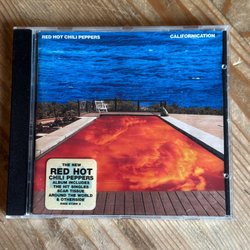 RED HOT CHILI PEPPERS
CALIFORNICATION
THE NEW
RED HOT
CHILI PEPPERS
ALBUM INCLUDES
THE HIT SINGLES
SCAR TISSUE
AROUND THE WORLD
& OTHERSIDE